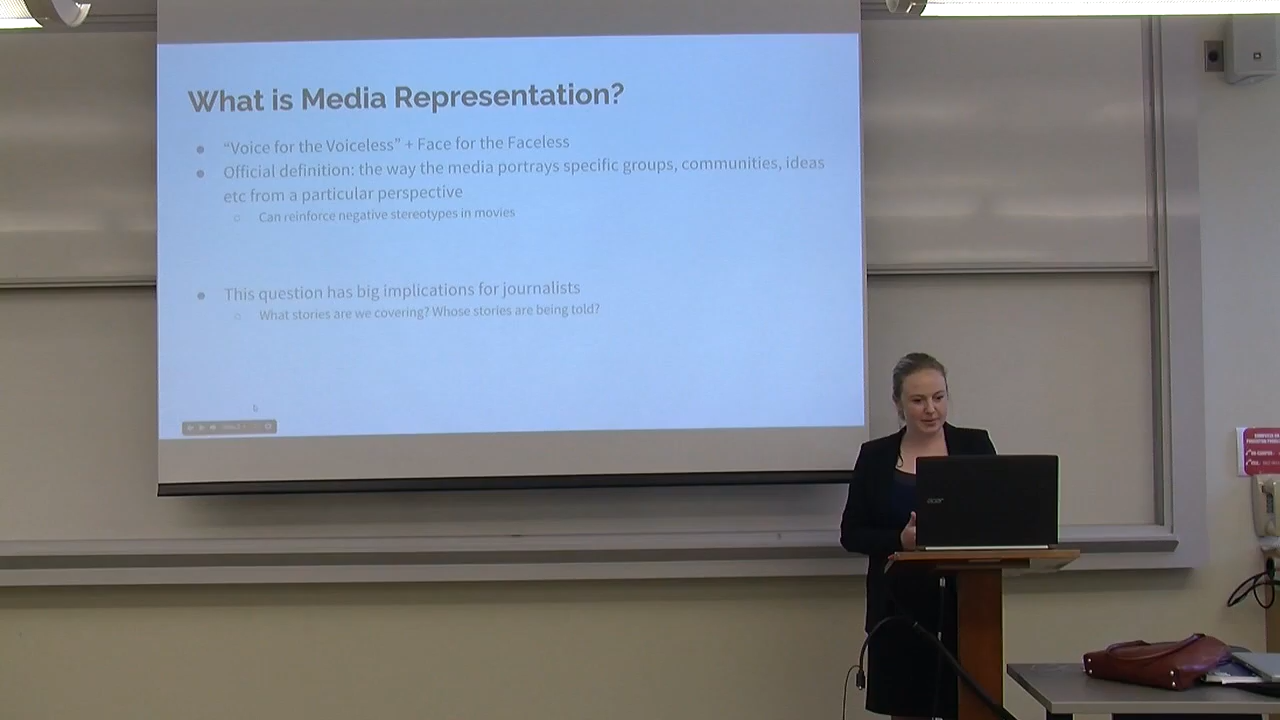 What is Media Representation?
“Voice for the Voiceless” + Face for the Faceless
Official definition: the way the media portrays specific groups, communities, ideas
etc from a particular perspective
Can reinforce negative stereotypes in movies
This question has big implications for journalists
What stories are we covering? Whose stories are being told?
acer